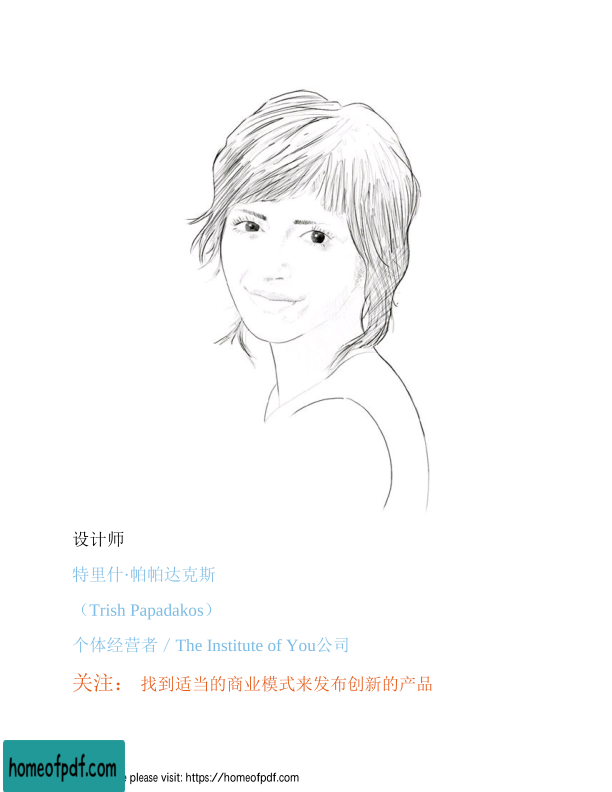 设计师
特里什·帕帕达克斯
（Trish Papadakos）
个体经营者／The Institute of You公司
关注： 找到适当的商业模式来发布创新的产品
homeofpdf.com
please visit: https://homeofpdf.com